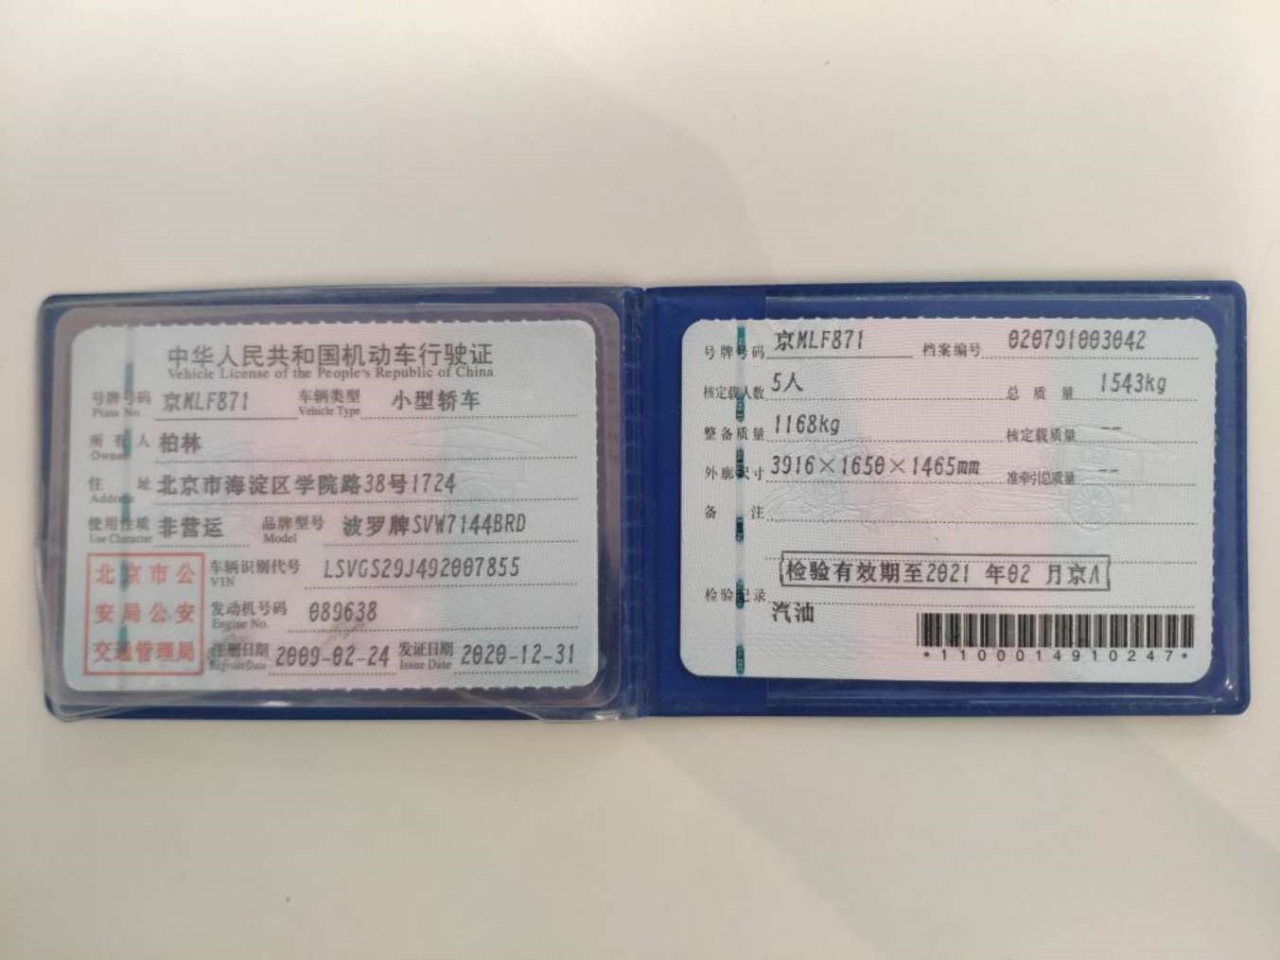 中华人民共和国机动车行驶证
Vehicle License of the People's Republic of China
号牌号码 京MLF871 车辆类型 小型轿车
Plate No. Vehicle Type
所有人 柏林
Owner
住址 北京市海淀区学院路38号1724
Address
使用性质 非营运 品牌型号 波罗牌SVW7144BRD
Use Character Model
车辆识别代号 LSVGS29J492007855
VIN
发动机号码 089638
Engine No.
注册日期 2009-02-24 发证日期 2020-12-31
Register Date Issue Date
北京市公
安局公安
交通管理局
号牌号码 京MLF871 档案编号 020791003042
核定载人数 5人 总质量 1543kg
整备质量 1168kg 核定载质量 --
外廓尺寸 3916×1650×1465mm 准牵引总质量 --
备注
检验有效期至2021 年02 月京A
检验记录
汽油
*1100014910247*